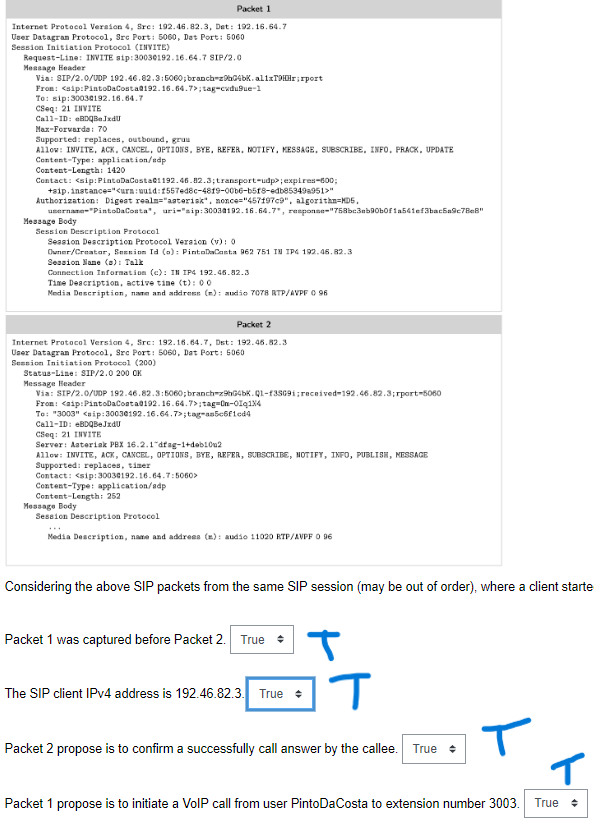 Packet 1
Internet Protocol Version 4, Src: 192.46.82.3, Dst: 192.16.64.7
User Datagram Protocol, Src Port: 5060, Dst Port: 5060
Session Initiation Protocol (INVITE)
Request-Line: INVITE sip:3003@192.16.64.7 SIP/2.0
Message Header
Via: SIP/2.0/UDP 192.46.82.3:5060;branch=z9hG4bK.al1xT9HHr;rport
From: <sip:PintoDaCosta@192.16.64.7>;tag=cvdu9ue-l
To: sip:3003@192.16.64.7
CSeq: 21 INVITE
Call-ID: eBDQBeJxdU
Max-Forwards: 70
Supported: replaces, outbound, gruu
Allow: INVITE, ACK, CANCEL, OPTIONS, BYE, REFER, NOTIFY, MESSAGE, SUBSCRIBE, INFO, PRACK, UPDATE
Content-Type: application/sdp
Content-Length: 1420
Contact: <sip:PintoDaCosta@1192.46.82.3;transport=udp>;expires=600;
+sip.instance="<urn:uuid:f557ed8c-48f9-00b6-b5f8-edb85349a951>"
Authorization: Digest realm="asterisk", nonce="457f97c9", algorithm=MD5,
username="PintoDaCosta", uri="sip:3003@192.16.64.7", response="758bc3eb90b0f1a541ef3bac5a9c78e8"
Message Body
Session Description Protocol
Session Description Protocol Version (v): 0
Owner/Creator, Session Id (o): PintoDaCosta 962 751 IN IP4 192.46.82.3
Session Name (s): Talk
Connection Information (c): IN IP4 192.46.82.3
Time Description, active time (t): 0 0
Media Description, name and address (m): audio 7078 RTP/AVPF 0 96
Packet 2
Internet Protocol Version 4, Src: 192.16.64.7, Dst: 192.46.82.3
User Datagram Protocol, Src Port: 5060, Dst Port: 5060
Session Initiation Protocol (200)
Status-Line: SIP/2.0 200 OK
Message Header
Via: SIP/2.0/UDP 192.46.82.3:5060;branch=z9hG4bK.Ql-f3SG9i;received=192.46.82.3;rport=5060
From: <sip:PintoDaCosta@192.16.64.7>;tag=0m-OIq1X4
To: "3003" <sip:3003@192.16.64.7>;tag=as5c6f1cd4
Call-ID: eBDQBeJxdU
CSeq: 21 INVITE
Server: Asterisk PBX 16.2.1~dfsg-1+deb10u2
Allow: INVITE, ACK, CANCEL, OPTIONS, BYE, REFER, SUBSCRIBE, NOTIFY, INFO, PUBLISH, MESSAGE
Supported: replaces, timer
Contact: <sip:3003@192.16.64.7:5060>
Content-Type: application/sdp
Content-Length: 252
Message Body
Session Description Protocol
...
Media Description, name and address (m): audio 11020 RTP/AVPF 0 96
Considering the above SIP packets from the same SIP session (may be out of order), where a client starte
Packet 1 was captured before Packet 2. True T
The SIP client IPv4 address is 192.46.82.3. True T
Packet 2 propose is to confirm a successfully call answer by the callee. True T
Packet 1 propose is to initiate a VoIP call from user PintoDaCosta to extension number 3003. True T